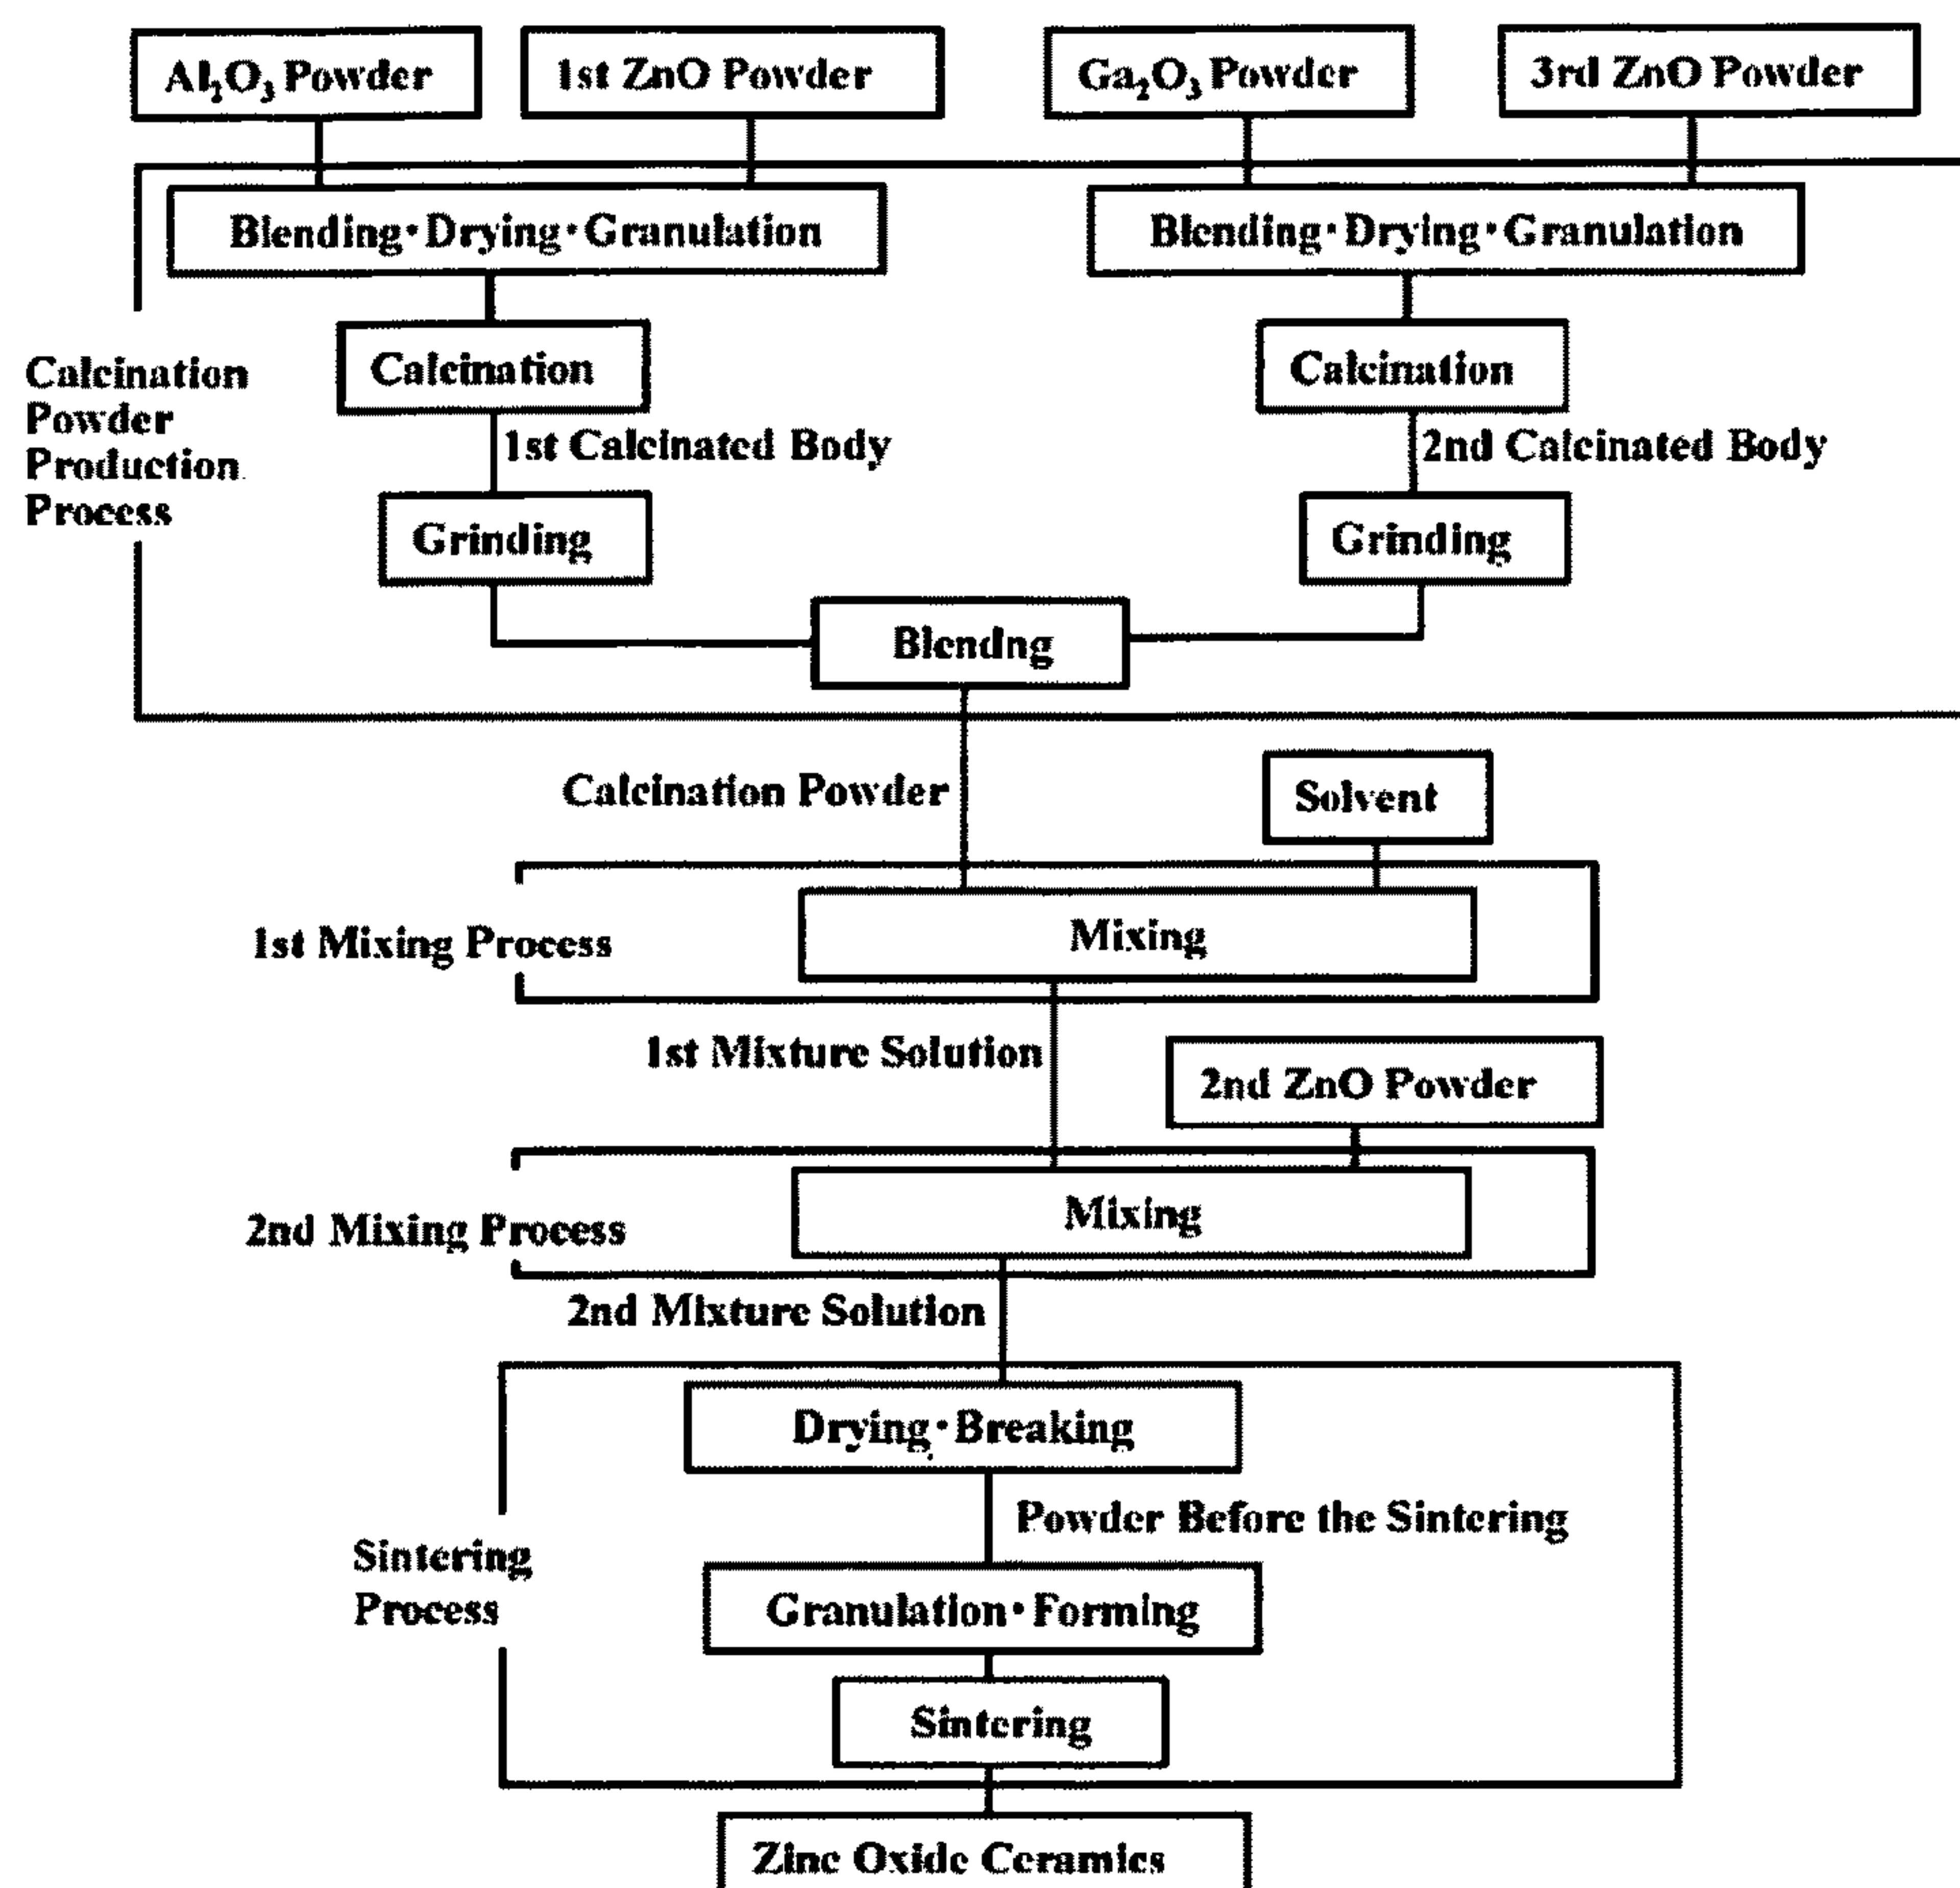 Al₂O₃ Powder
1st ZnO Powder
Ga₂O₃ Powder
3rd ZnO Powder
Blending·Drying·Granulation
Blending·Drying·Granulation
Calcination
Powder
Production
Process
Calcination
Calcination
1st Calcinated Body
2nd Calcinated Body
Grinding
Grinding
Blendng
Calcination Powder
Solvent
1st Mixing Process
Mixing
1st Mixture Solution
2nd ZnO Powder
2nd Mixing Process
Mixing
2nd Mixture Solution
Drying·Breaking
Powder Before the Sintering
Sintering
Process
Granulation·Forming
Sintering
Zinc Oxide Ceramics